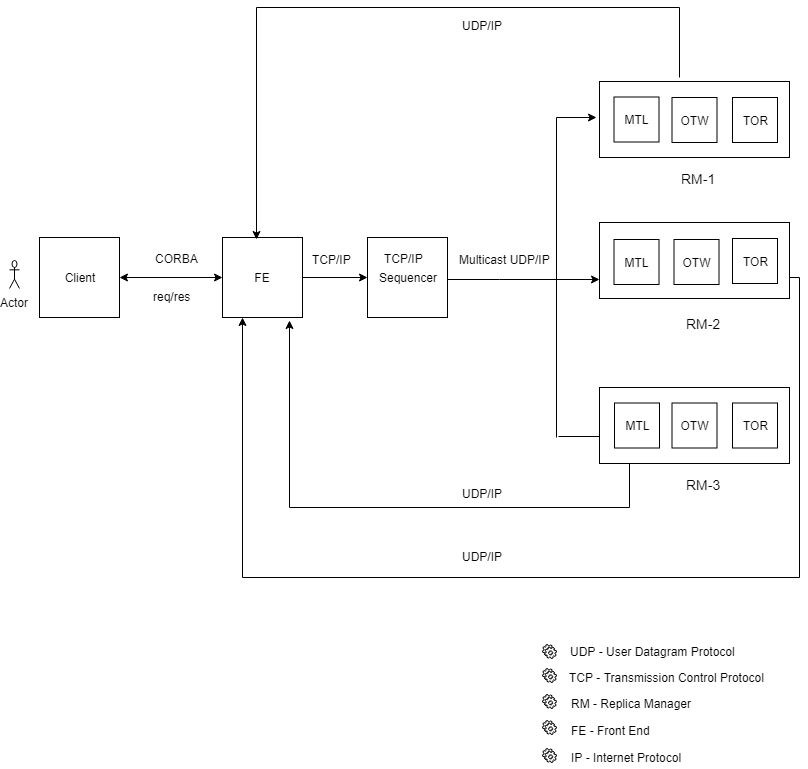 UDP/IP
MTL OTW TOR
RM-1
CORBA
TCP/IP
TCP/IP
Multicast UDP/IP
MTL OTW TOR
Client
FE
Sequencer
Actor
req/res
RM-2
MTL OTW TOR
RM-3
UDP/IP
UDP/IP
UDP - User Datagram Protocol
TCP - Transmission Control Protocol
RM - Replica Manager
FE - Front End
IP - Internet Protocol